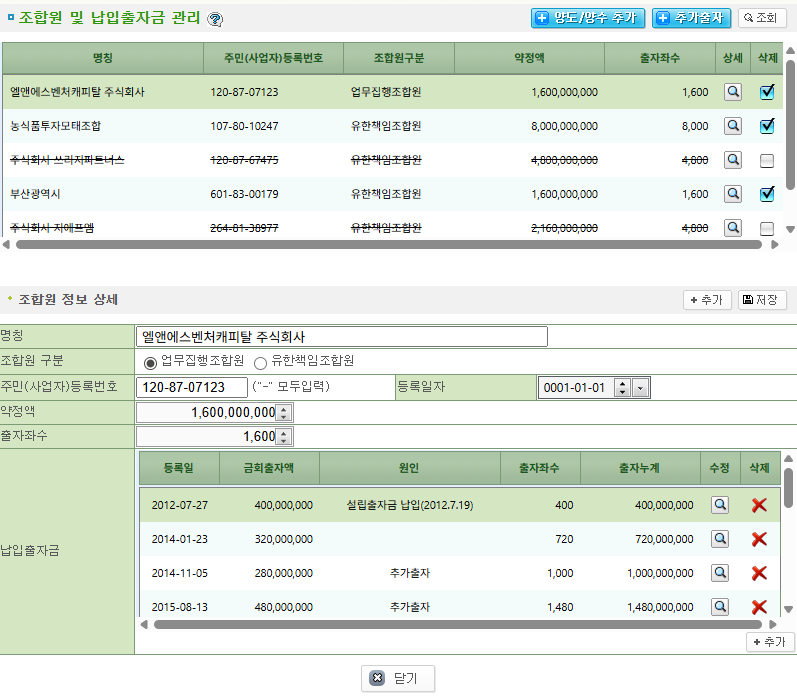 조합원 및 납입출자금 관리
양도/양수 추가 추가출자 조회
명칭 주민(사업자)등록번호 조합원구분 약정액 출자좌수 상세 삭제
엘앤에스벤처캐피탈 주식회사 120-87-07123 업무집행조합원 1,600,000,000 1,600
농식품투자모태조합 107-80-10247 유한책임조합원 8,000,000,000 8,000
주식회사 쓰리지파트너스 120-87-67475 유한책임조합원 4,800,000,000 4,800
부산광역시 601-83-00179 유한책임조합원 1,600,000,000 1,600
주식회사 지에프엠 264-81-38977 유한책임조합원 2,160,000,000 4,800
조합원 정보 상세 추가 저장
명칭 엘앤에스벤처캐피탈 주식회사
조합원 구분 업무집행조합원 유한책임조합원
주민(사업자)등록번호 120-87-07123 ("-" 모두입력) 등록일자 0001-01-01
약정액 1,600,000,000
출자좌수 1,600
납입출자금
등록일 금회출자액 원인 출자좌수 출자누계 수정 삭제
2012-07-27 400,000,000 설립출자금 납입(2012.7.19) 400 400,000,000
2014-01-23 320,000,000 720 720,000,000
2014-11-05 280,000,000 추가출자 1,000 1,000,000,000
2015-08-13 480,000,000 추가출자 1,480 1,480,000,000
추가
닫기